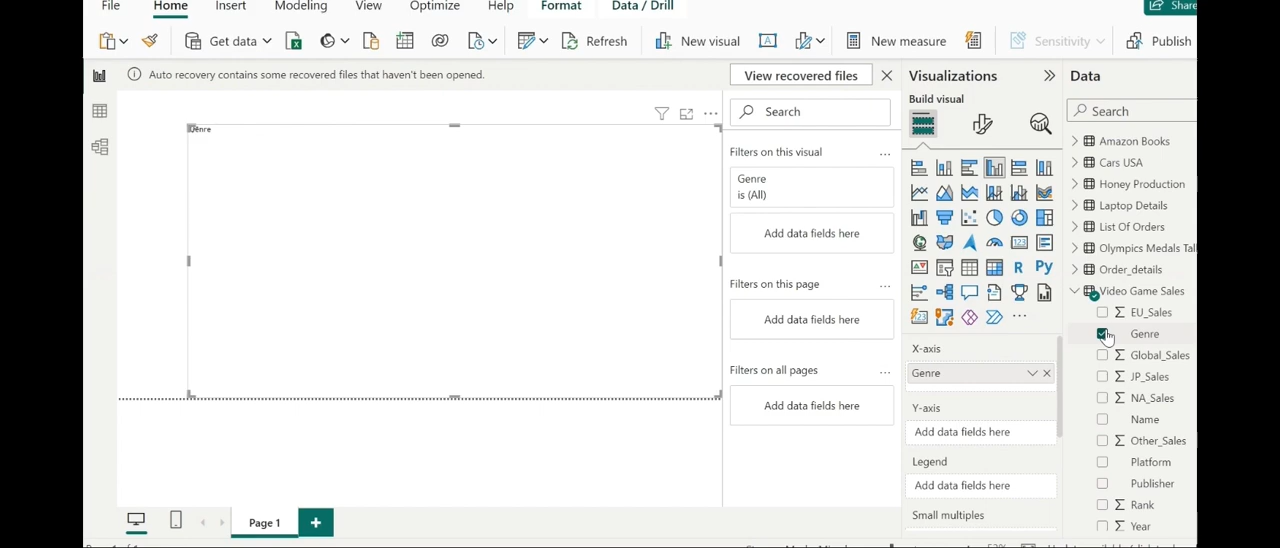 File Home Insert Modeling View Optimize Help Format Data / Drill Share
Get data Refresh New visual New measure Sensitivity Publish
Auto recovery contains some recovered files that haven't been opened. View recovered files
Visualizations
Data
Build visual
Search
Search
Genre
Filters on this visual
Genre
is (All)
Add data fields here
Filters on this page
Add data fields here
Filters on all pages
Add data fields here
R Py
123
X-axis
Genre
Y-axis
Add data fields here
Legend
Add data fields here
Small multiples
Amazon Books
Cars USA
Honey Production
Laptop Details
List Of Orders
Olympics Medals Tall
Order_details
Video Game Sales
Σ EU_Sales
Genre
Σ Global_Sales
Σ JP_Sales
Σ NA_Sales
Name
Σ Other_Sales
Platform
Publisher
Σ Rank
Σ Year
Page 1